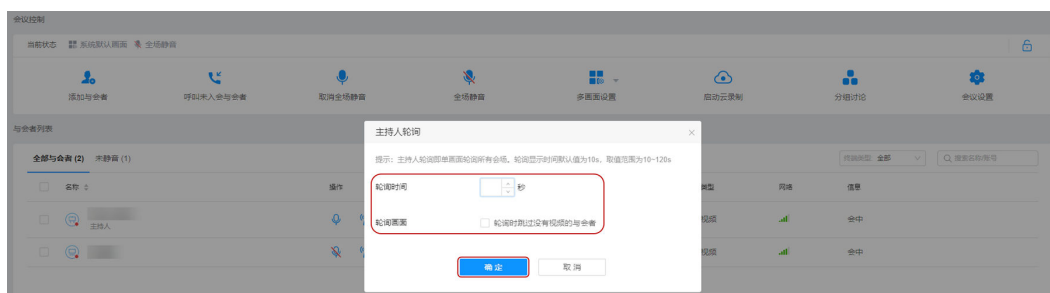 会议控制
当前状态 系统默认画面 全场静音
添加与会者 呼叫未入会与会者 取消全场静音 全场静音 多画面设置 启动云录制 分组讨论 会议设置
与会者列表
主持人轮询
全部与会者 (2) 未静音 (1)
提示：主持人轮询即单画面轮询所有会场。轮询显示时间默认值为10s，取值范围为10~120s
终端类型: 全部 搜索名称/帐号
名称 操作 类型 网络 信息
轮询时间 秒
主持人 视频 会中
轮询画面 轮询时跳过没有视频的与会者
视频 会中
确定 取消